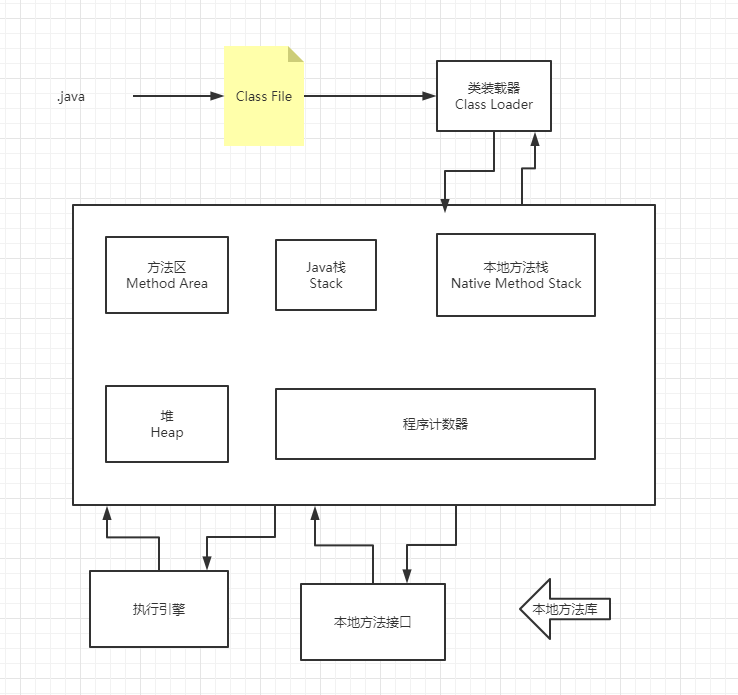 .java
Class File
类装载器
Class Loader
方法区
Method Area
Java栈
Stack
本地方法栈
Native Method Stack
堆
Heap
程序计数器
执行引擎
本地方法接口
本地方法库